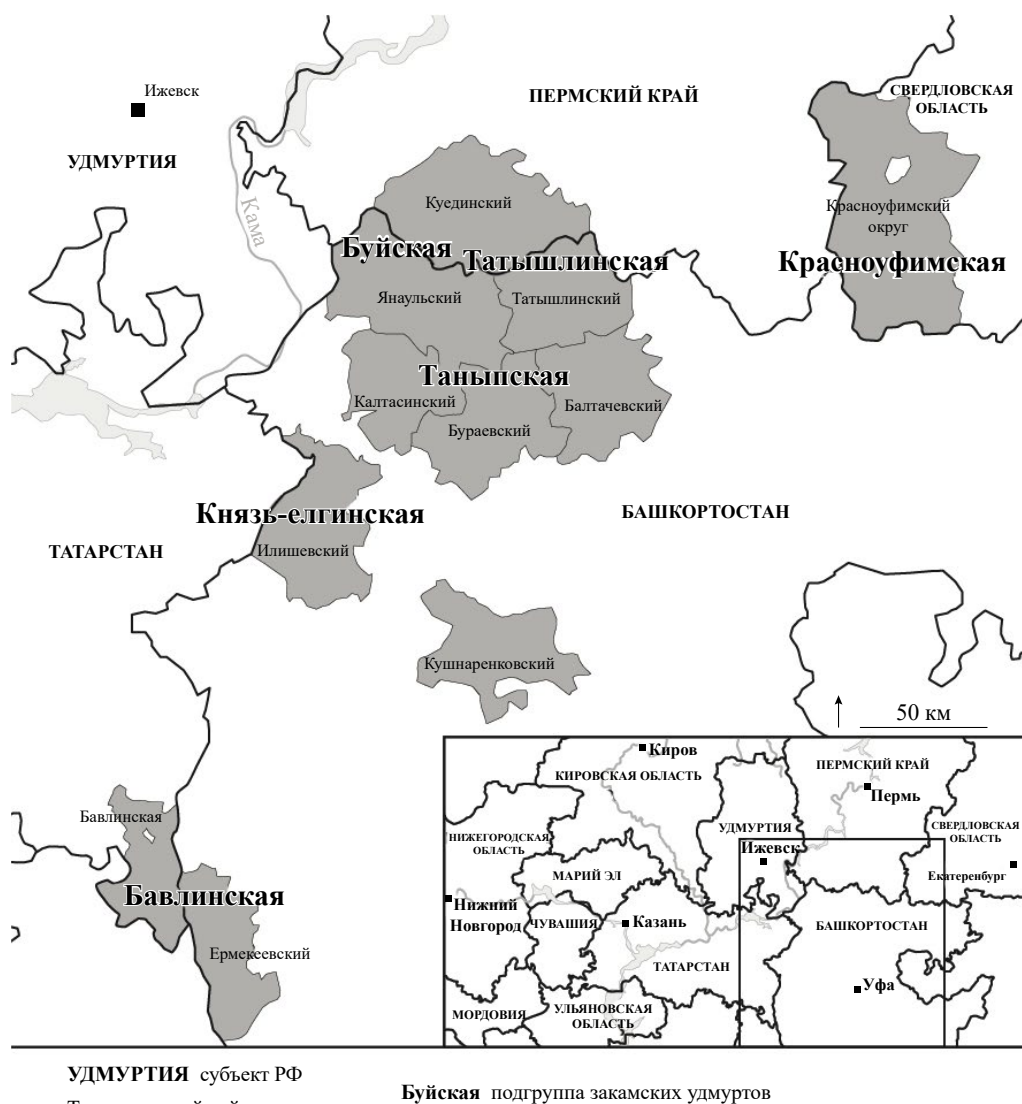 Ижевск
ПЕРМСКИЙ КРАЙ
СВЕРДЛОВСКАЯ
ОБЛАСТЬ
УДМУРТИЯ
Кама
Куединский
Красноуфимский
округ
Буйская
Татышлинская
Красноуфимская
Янаульский
Татышлинский
Таныпская
Калтасинский
Балтачевский
Бураевский
Князь-елгинская
БАШКОРТОСТАН
ТАТАРСТАН
Илишевский
Кушнаренковский
50 км
Бавлинская
Бавлинская
Ермекеевский
Киров
КИРОВСКАЯ ОБЛАСТЬ
ПЕРМСКИЙ КРАЙ
Пермь
НИЖЕГОРОДСКАЯ
ОБЛАСТЬ
УДМУРТИЯ
Ижевск
СВЕРДЛОВСКАЯ
ОБЛАСТЬ
МАРИЙ ЭЛ
Екатеренбург
Нижний
Новгород
ЧУВАШИЯ
Казань
БАШКОРТОСТАН
ТАТАРСТАН
Уфа
МОРДОВИЯ
УЛЬЯНОВСКАЯ
ОБЛАСТЬ
УДМУРТИЯ субъект РФ
Буйская подгруппа закамских удмуртов